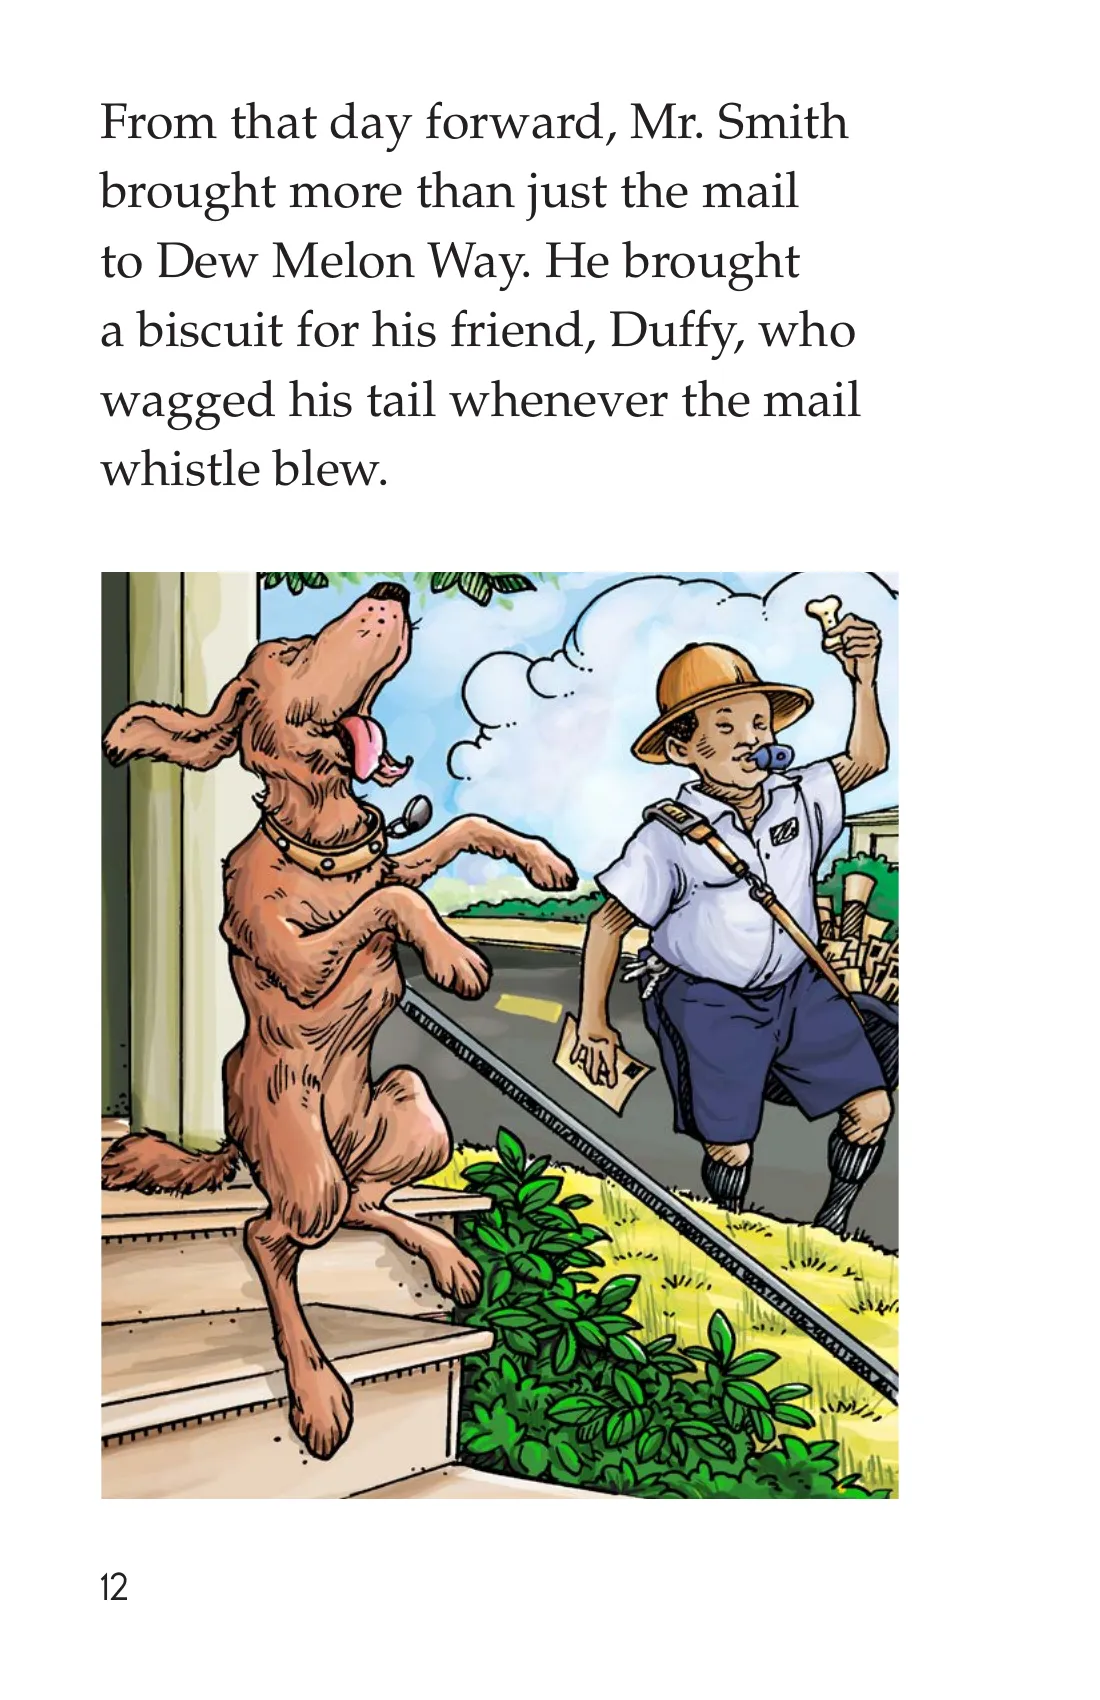 From that day forward, Mr. Smith
brought more than just the mail
to Dew Melon Way. He brought
a biscuit for his friend, Duffy, who
wagged his tail whenever the mail
whistle blew.
12